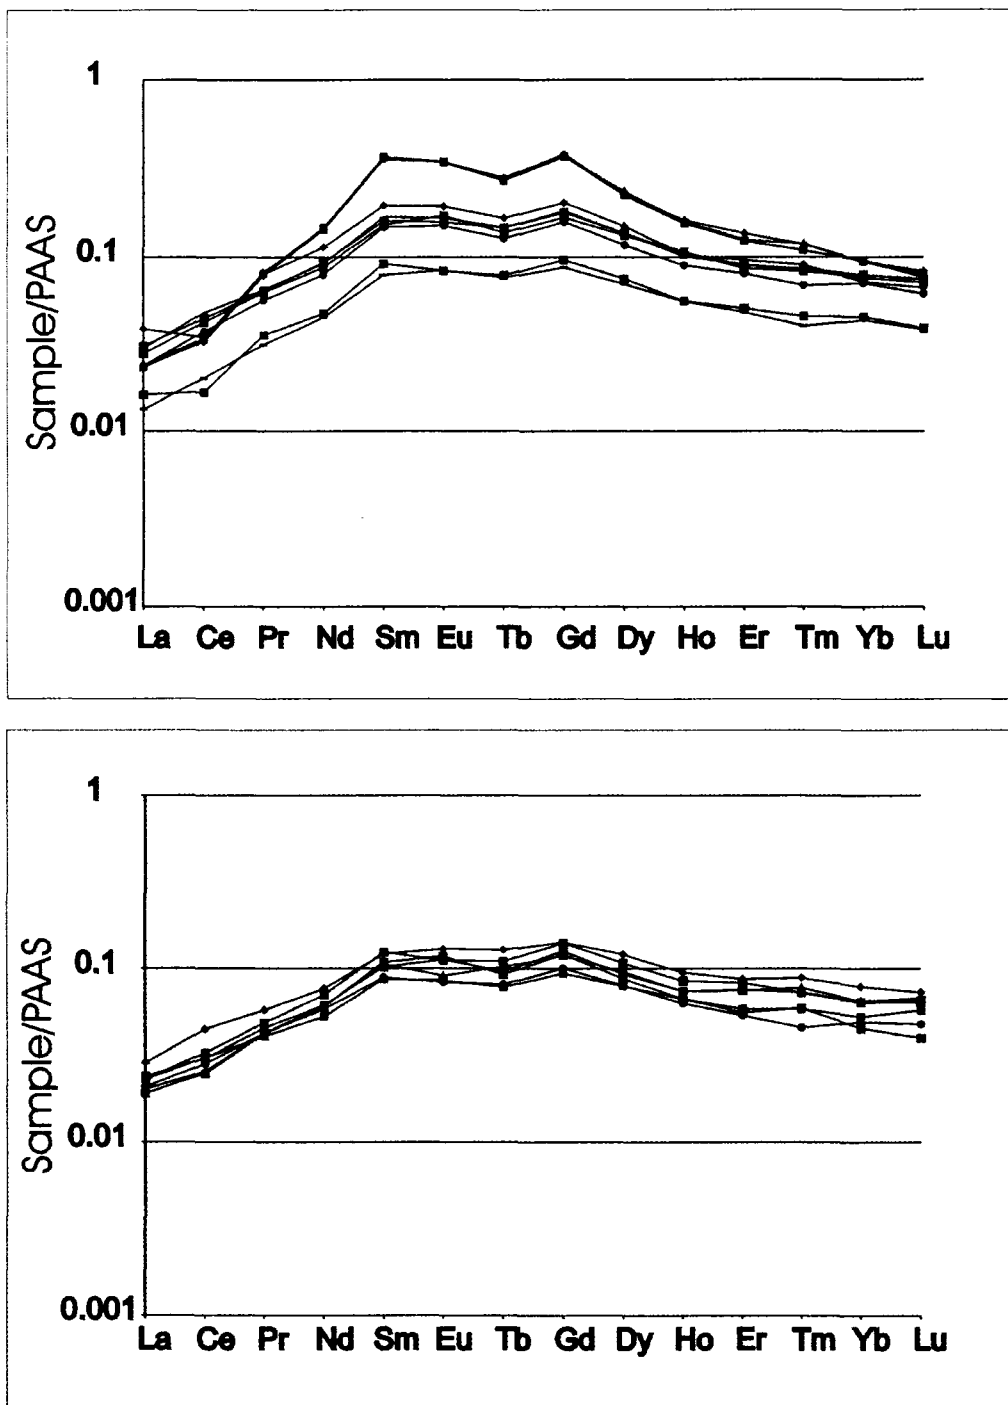 1
0.1
0.01
0.001
Sample/PAAS
La Ce Pr Nd Sm Eu Tb Gd Dy Ho Er Tm Yb Lu
1
0.1
0.01
0.001
Sample/PAAS
La Ce Pr Nd Sm Eu Tb Gd Dy Ho Er Tm Yb Lu